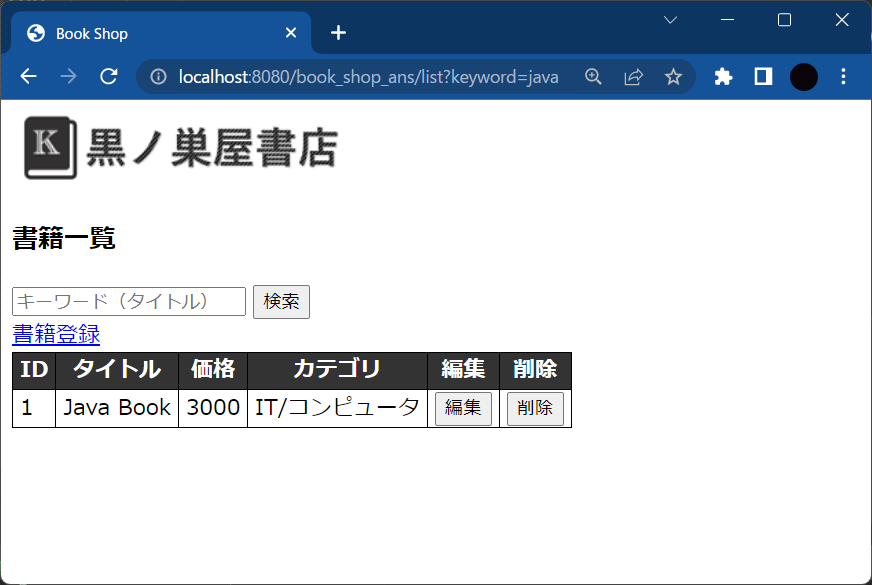 Book Shop
localhost:8080/book_shop_ans/list?keyword=java
K 黒ノ巣屋書店
書籍一覧
キーワード（タイトル） 検索
書籍登録
ID タイトル 価格 カテゴリ 編集 削除
1 Java Book 3000 IT/コンピュータ 編集 削除